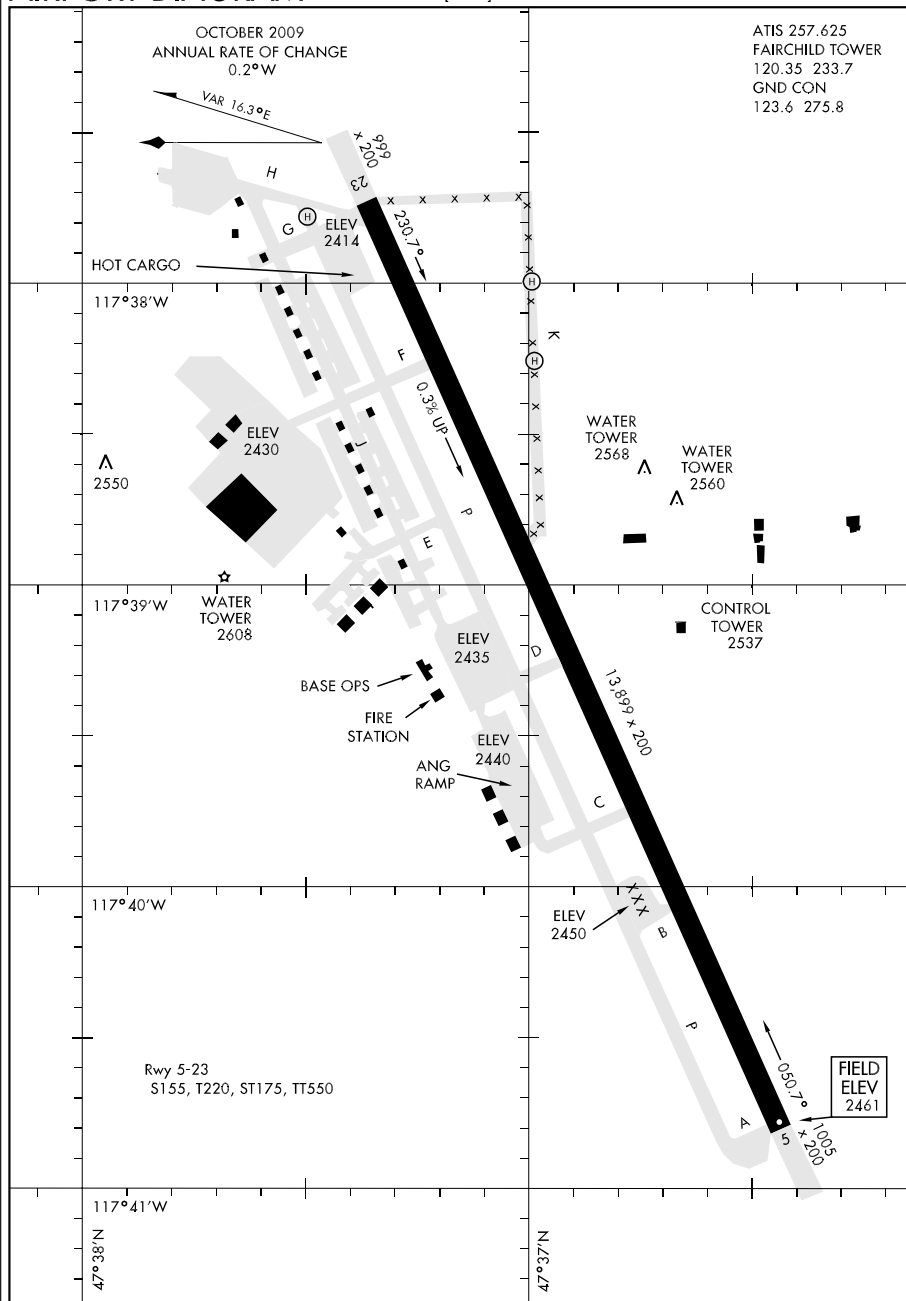 OCTOBER 2009
ANNUAL RATE OF CHANGE
0.2°W
VAR 16.3°E
ATIS 257.625
FAIRCHILD TOWER
120.35 233.7
GND CON
123.6 275.8
999
x 200
23
H
G
H
ELEV
2414
230.7°
HOT CARGO
117°38'W
H
K
H
F
0.3% UP
ELEV
2430
J
2550
WATER
TOWER
2568
WATER
TOWER
2560
P
E
117°39'W
WATER
TOWER
2608
CONTROL
TOWER
2537
ELEV
2435
D
BASE OPS
FIRE
STATION
13,899 x 200
ELEV
2440
ANG
RAMP
C
117°40'W
ELEV
2450
B
P
Rwy 5-23
S155, T220, ST175, TT550
050.7°
FIELD
ELEV
2461
A
5
1005
x 200
117°41'W
47°38'N
47°37'N